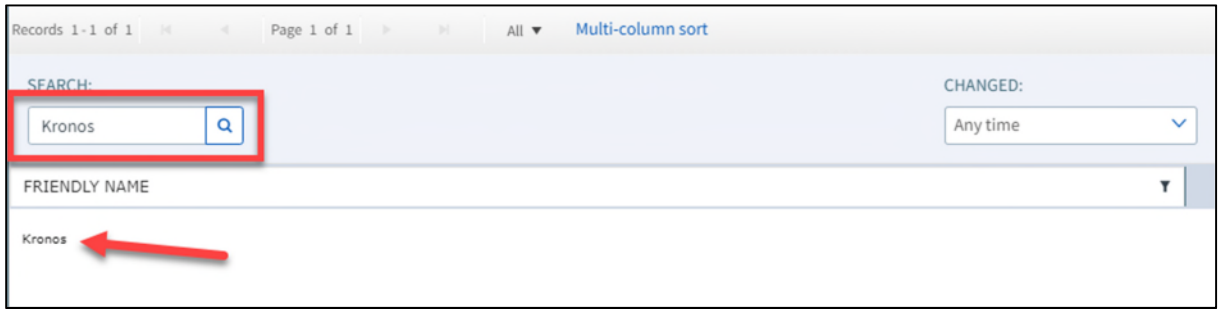 Records 1-1 of 1 Page 1 of 1 All Multi-column sort
SEARCH: CHANGED:
Kronos Any time
FRIENDLY NAME
Kronos